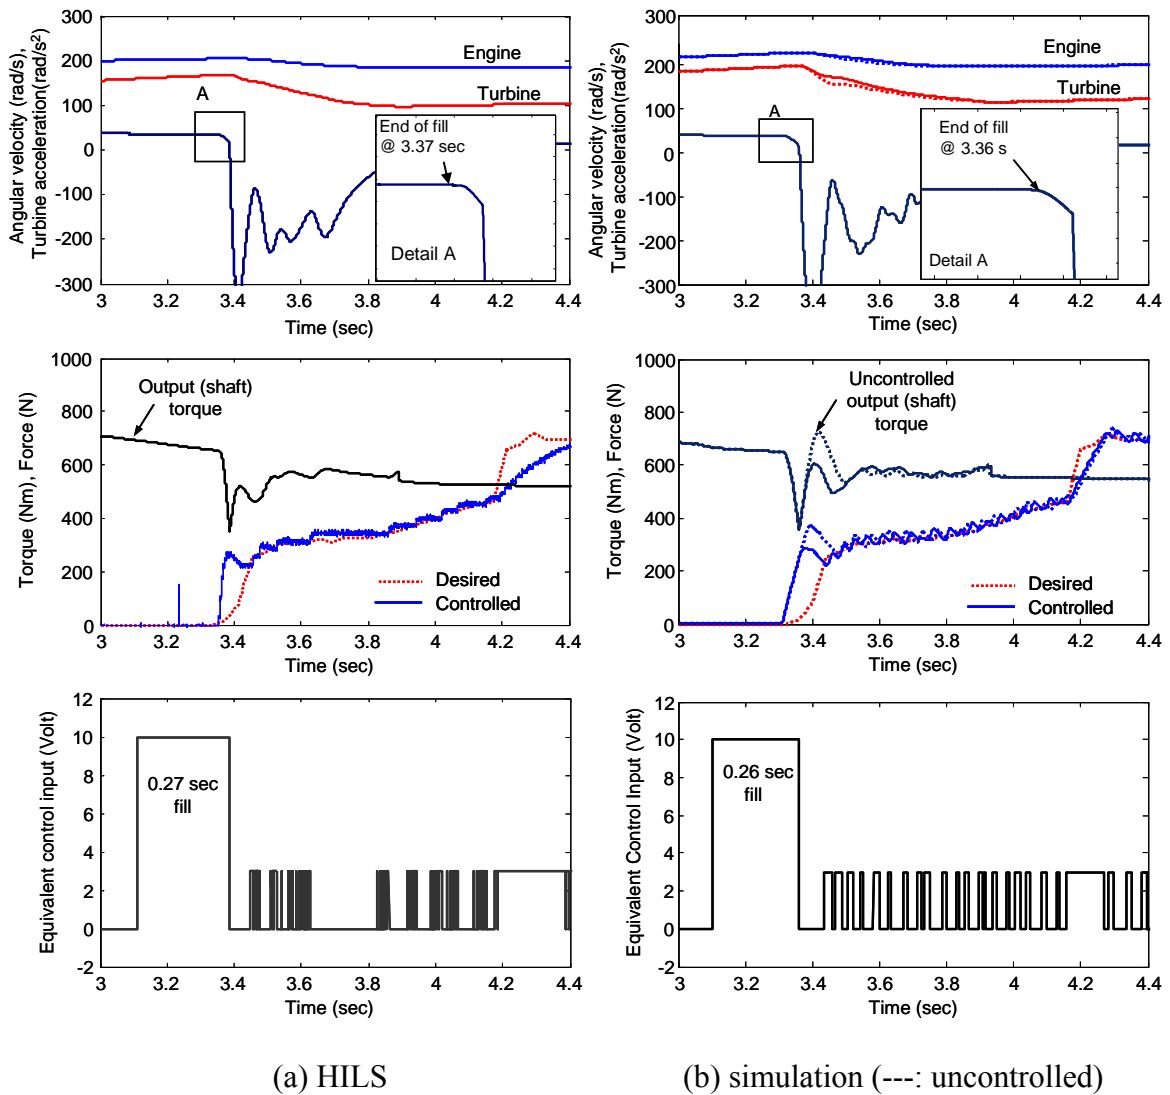 Angular velocity (rad/s),
Turbine acceleration(rad/s²)
300
200
100
0
-100
-200
-300
Engine
A
Turbine
End of fill
@ 3.37 sec
Detail A
3 3.2 3.4 3.6 3.8 4 4.2 4.4
Time (sec)
Angular velocity (rad/s),
Turbine acceleration(rad/s2)
300
200
100
0
-100
-200
-300
Engine
Turbine
A
End of fill
@ 3.36 s
Detail A
3 3.2 3.4 3.6 3.8 4 4.2 4.4
Time (sec)
Torque (Nm), Force (N)
1000
800
600
400
200
0
Output (shaft)
torque
Desired
Controlled
3 3.2 3.4 3.6 3.8 4 4.2 4.4
Time (sec)
Torque (Nm), Force (N)
1000
800
600
400
200
0
Uncontrolled
output (shaft)
torque
Desired
Controlled
3 3.2 3.4 3.6 3.8 4 4.2 4.4
Time (sec)
Equivalent control input (Volt)
12
10
8
6
4
2
0
-2
0.27 sec
fill
3 3.2 3.4 3.6 3.8 4 4.2 4.4
Time (sec)
Equivalent Control Input (Volt)
12
10
8
6
4
2
0
-2
0.26 sec
fill
3 3.2 3.4 3.6 3.8 4 4.2 4.4
Time (sec)
(a) HILS
(b) simulation (---: uncontrolled)